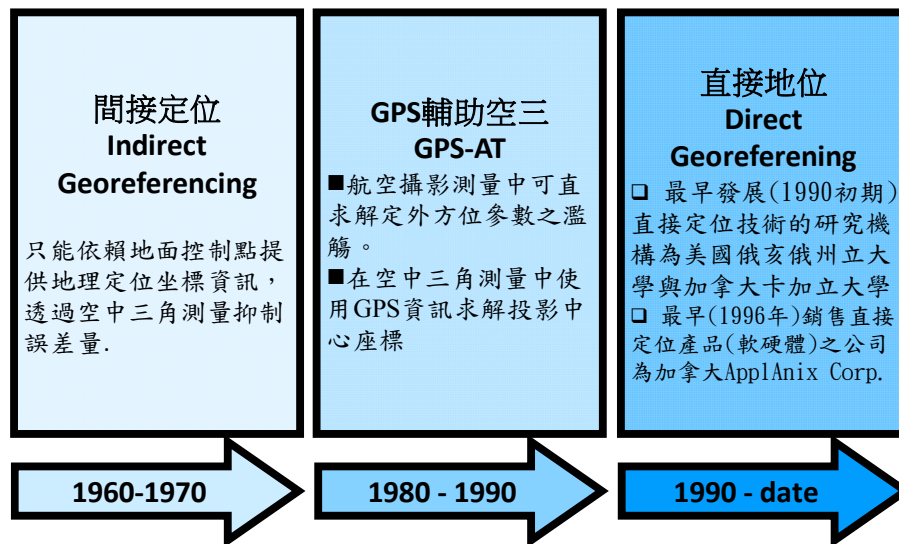 間接定位
Indirect
Georeferencing
只能依賴地面控制點提
供地理定位坐標資訊，
透過空中三角測量抑制
誤差量.
1960-1970
GPS輔助空三
GPS-AT
■航空攝影測量中可直
求解定外方位參數之濫
觴。
■在空中三角測量中使
用GPS資訊求解投影中
心座標
1980 - 1990
直接地位
Direct
Georeferening
❑ 最早發展(1990初期)
直接定位技術的研究機
構為美國俄亥俄州立大
學與加拿大卡加立大學
❑ 最早(1996年)銷售直接
定位產品(軟硬體)之公司
為加拿大ApplAnix Corp.
1990 - date